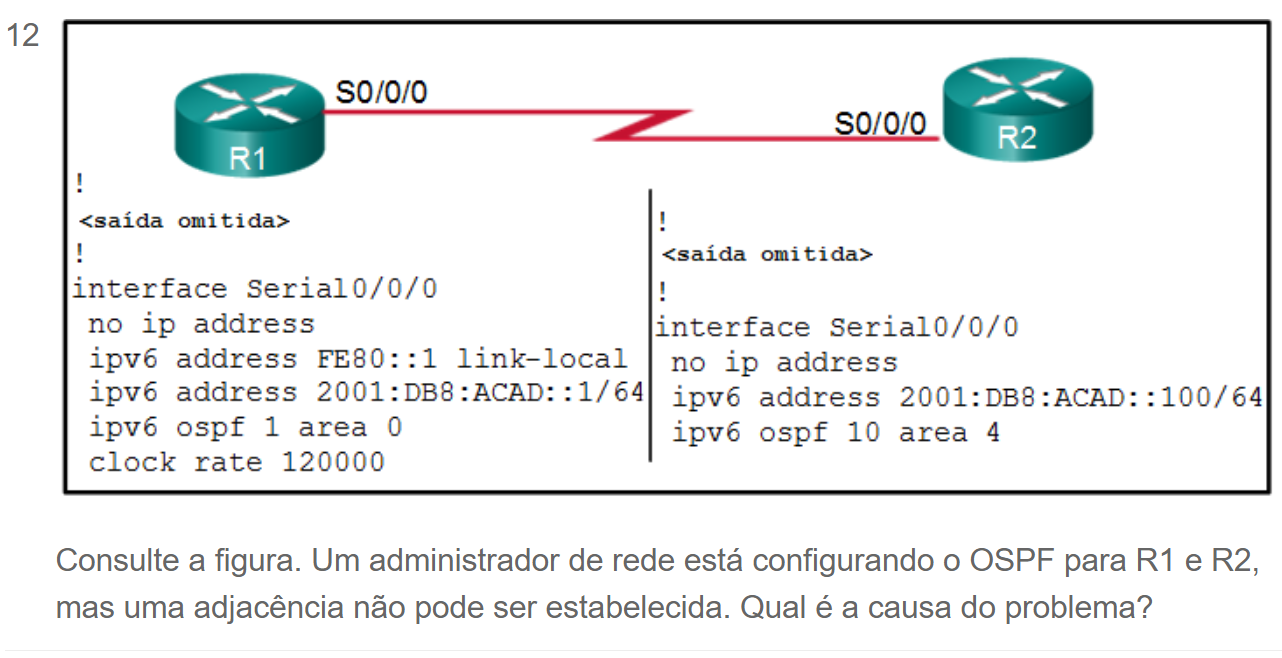 12
S0/0/0
S0/0/0
R1
R2
!
<saída omitida>
!
interface Serial0/0/0
no ip address
ipv6 address FE80::1 link-local
ipv6 address 2001:DB8:ACAD::1/64
ipv6 ospf 1 area 0
clock rate 120000
!
<saída omitida>
!
interface Serial0/0/0
no ip address
ipv6 address 2001:DB8:ACAD::100/64
ipv6 ospf 10 area 4
Consulte a figura. Um administrador de rede está configurando o OSPF para R1 e R2,
mas uma adjacência não pode ser estabelecida. Qual é a causa do problema?